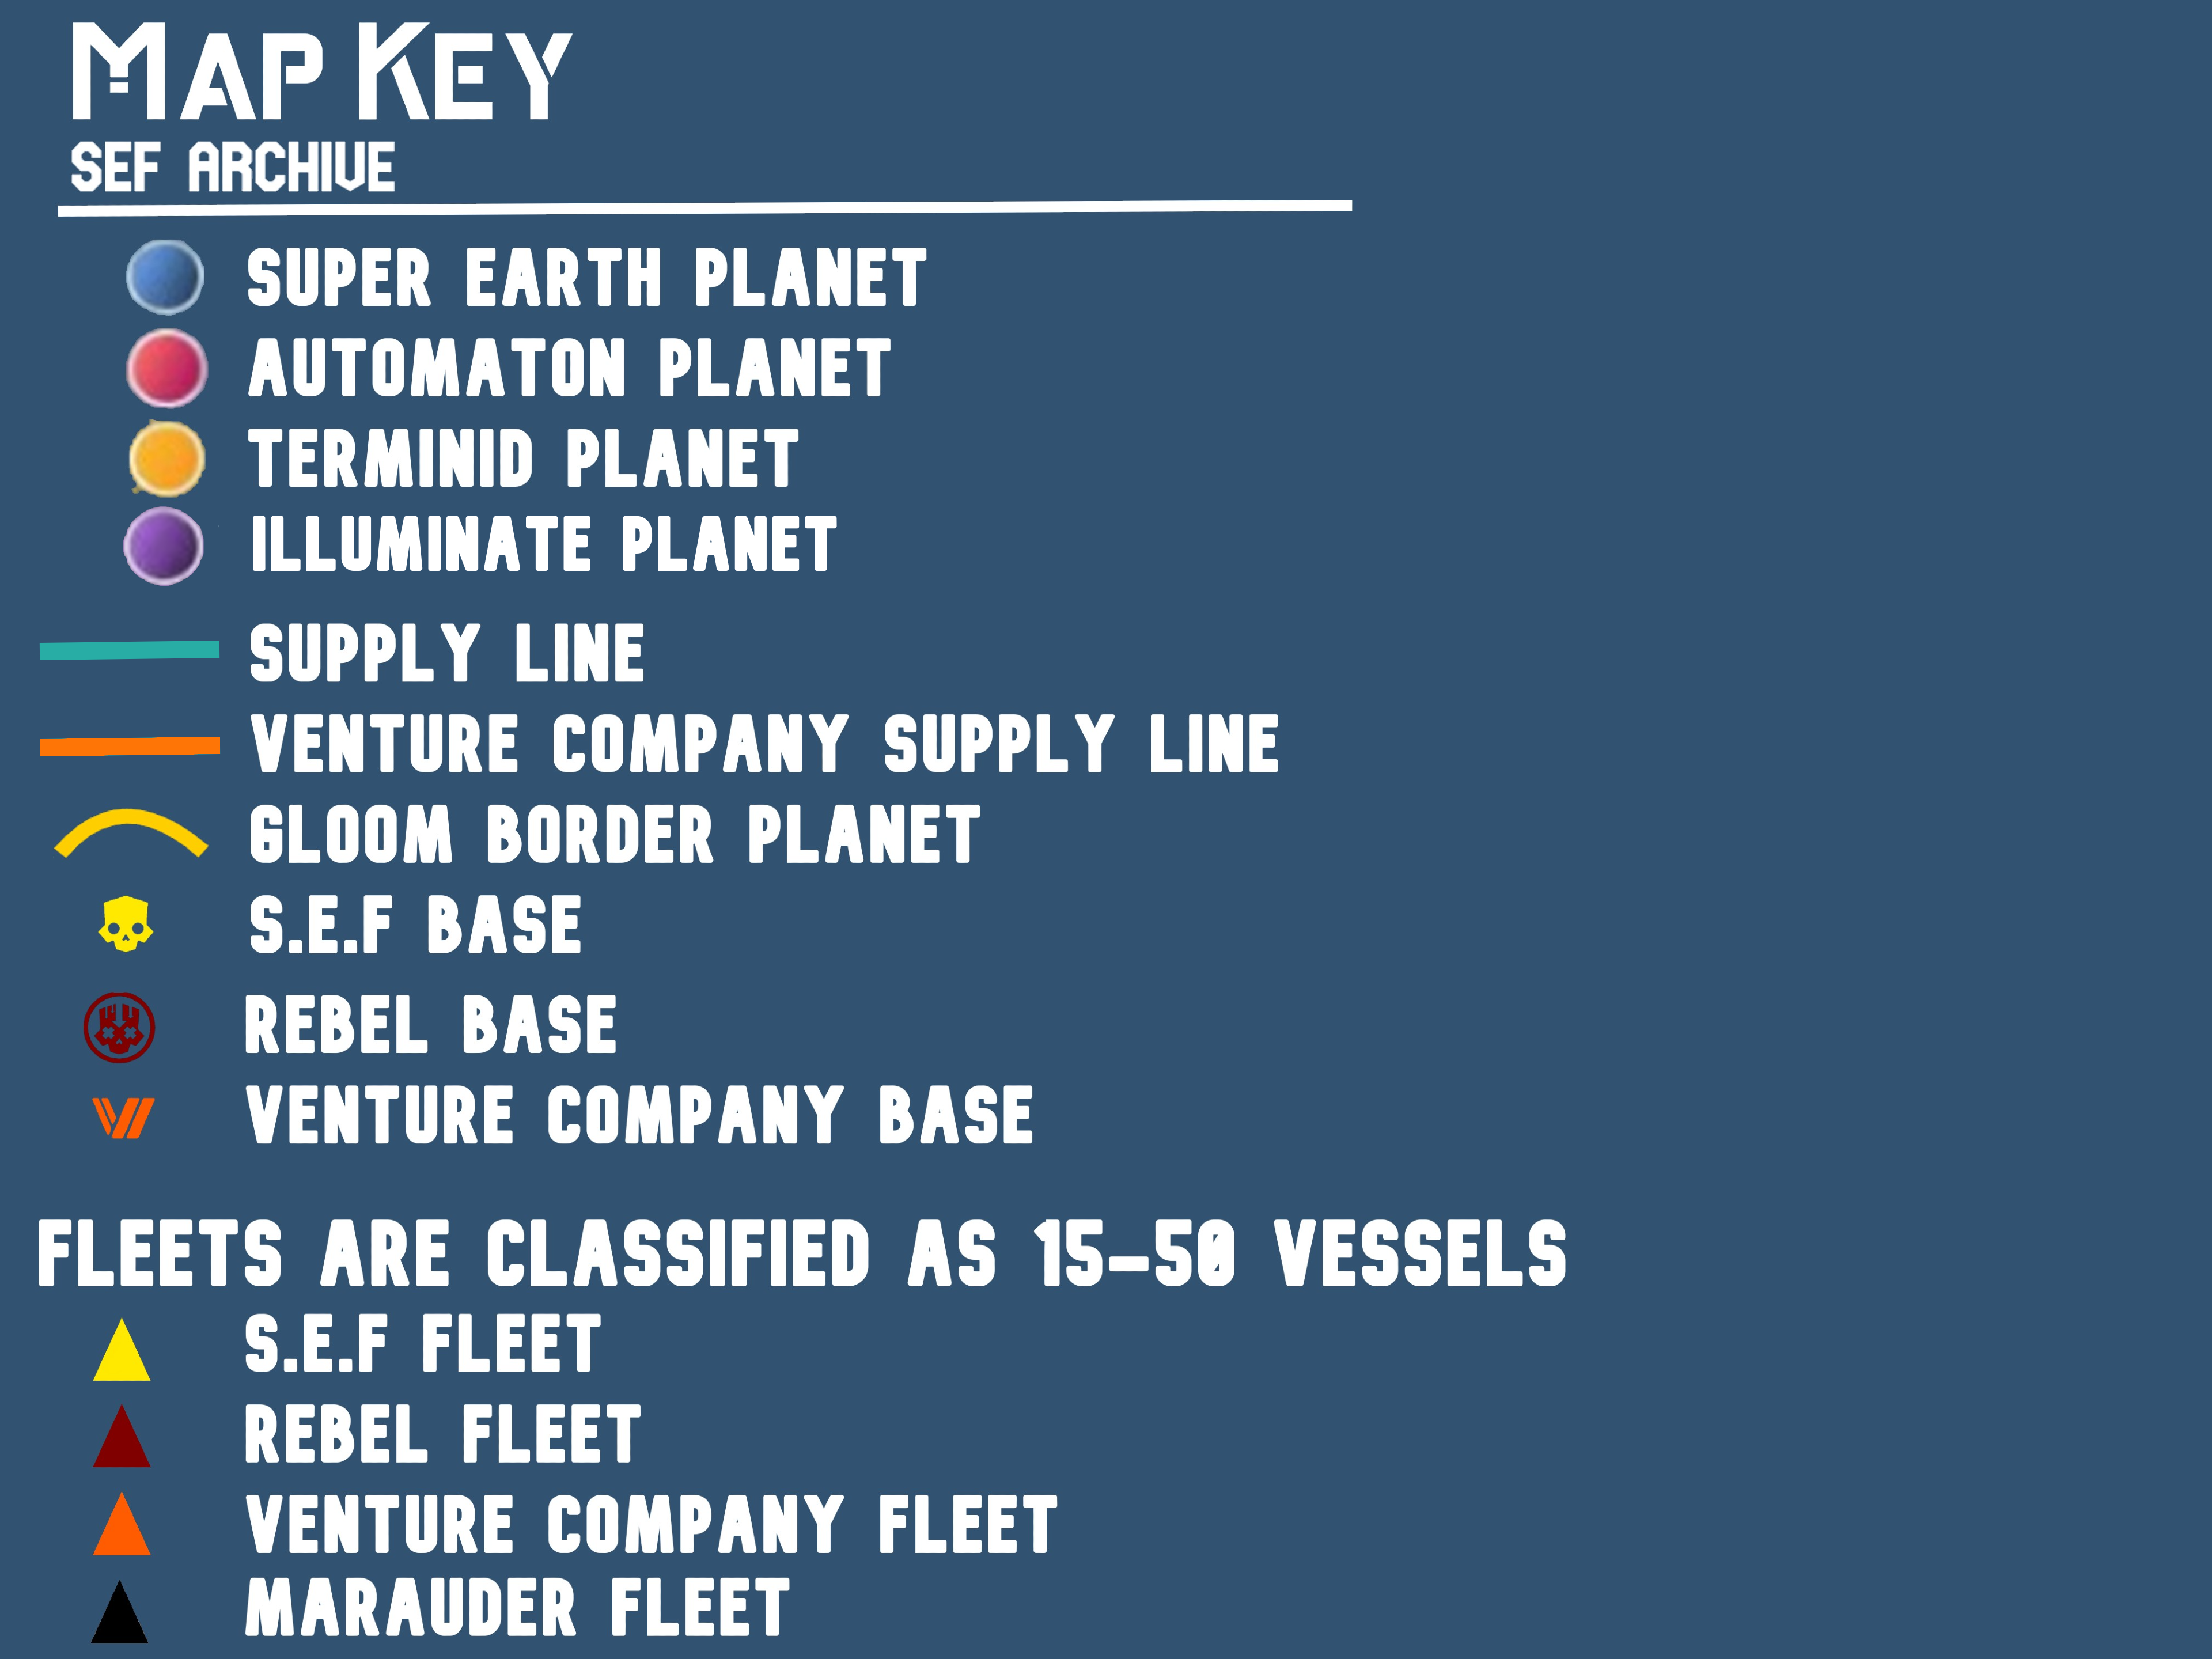 MAP KEY
SEF ARCHIVE
SUPER EARTH PLANET
AUTOMATON PLANET
TERMINID PLANET
ILLUMINATE PLANET
SUPPLY LINE
VENTURE COMPANY SUPPLY LINE
GLOOM BORDER PLANET
S.E.F BASE
REBEL BASE
VENTURE COMPANY BASE
FLEETS ARE CLASSIFIED AS 15-50 VESSELS
S.E.F FLEET
REBEL FLEET
VENTURE COMPANY FLEET
MARAUDER FLEET